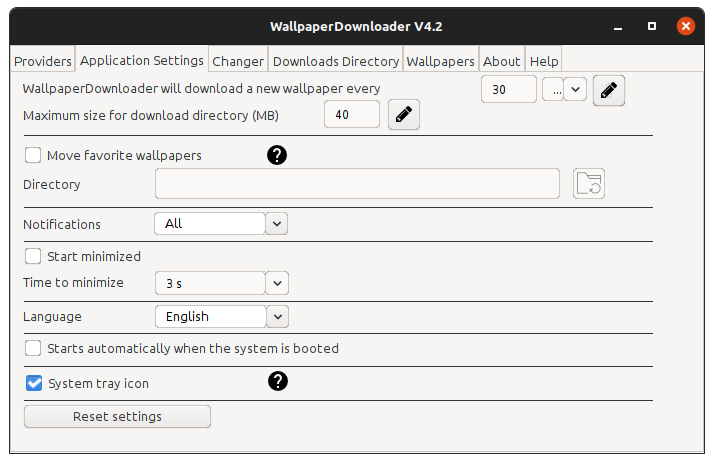 WallpaperDownloader V4.2
Providers Application Settings Changer Downloads Directory Wallpapers About Help
WallpaperDownloader will download a new wallpaper every 30 ...
Maximum size for download directory (MB) 40
Move favorite wallpapers ?
Directory
Notifications All
Start minimized
Time to minimize 3 s
Language English
Starts automatically when the system is booted
System tray icon ?
Reset settings